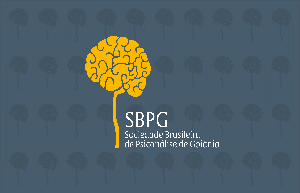 SBPG
Sociedade Brasileira
de Psicanálise de Goiânia